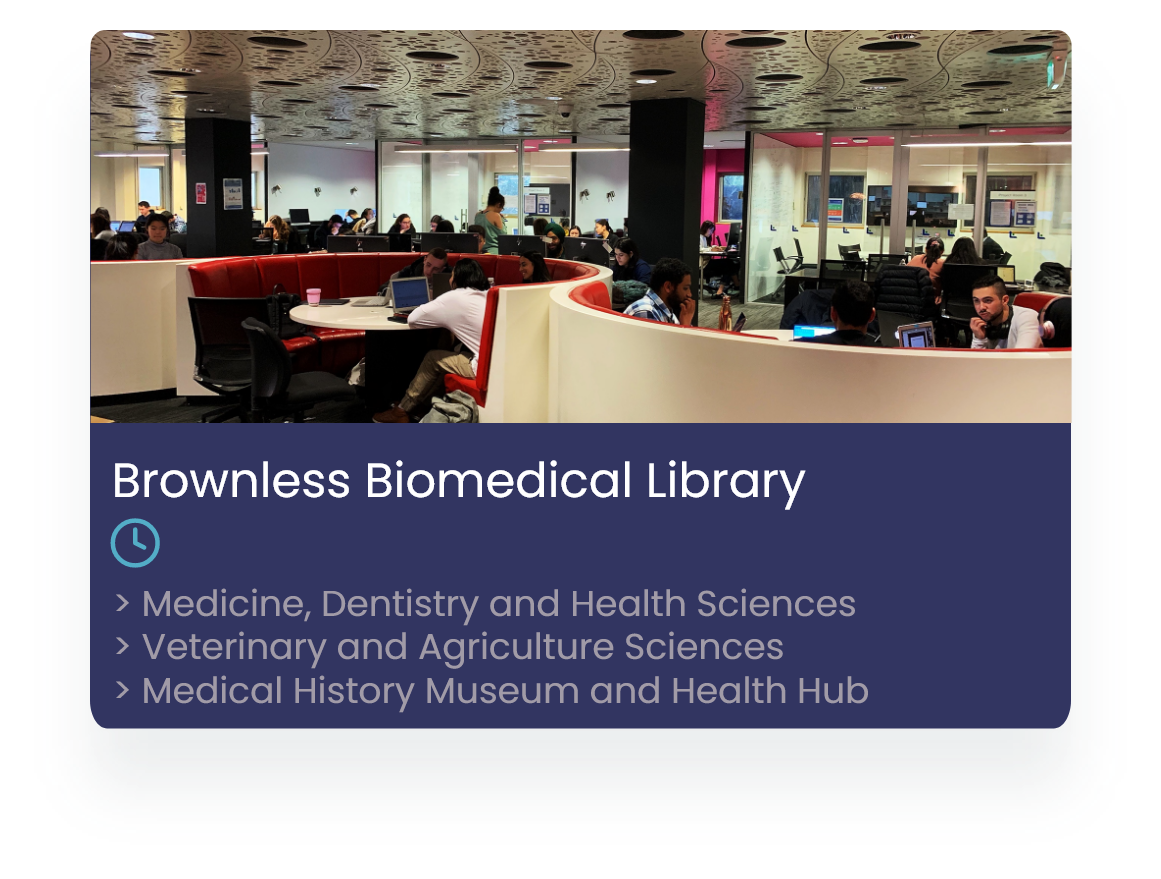 Brownless Biomedical Library
> Medicine, Dentistry and Health Sciences
> Veterinary and Agriculture Sciences
> Medical History Museum and Health Hub